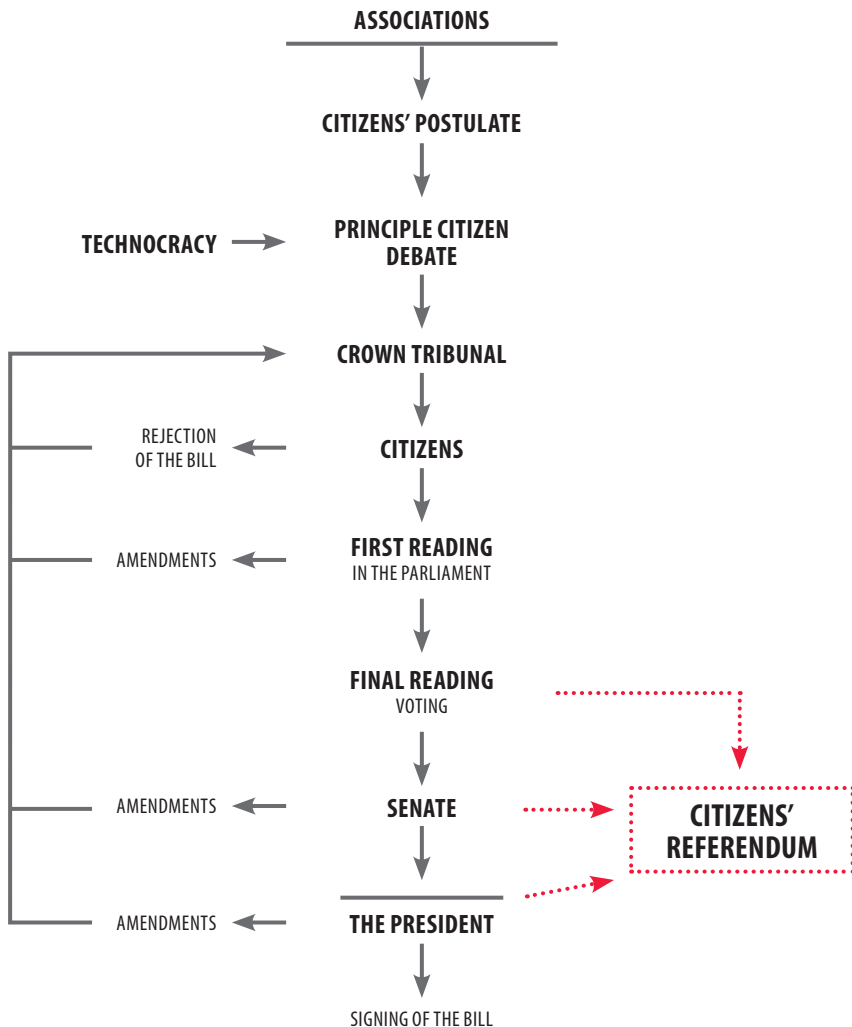 ASSOCIATIONS
CITIZENS’ POSTULATE
TECHNOCRACY
PRINCIPLE CITIZEN
DEBATE
CROWN TRIBUNAL
REJECTION
OF THE BILL
CITIZENS
AMENDMENTS
FIRST READING
IN THE PARLIAMENT
FINAL READING
VOTING
AMENDMENTS
SENATE
CITIZENS’
REFERENDUM
AMENDMENTS
THE PRESIDENT
SIGNING OF THE BILL